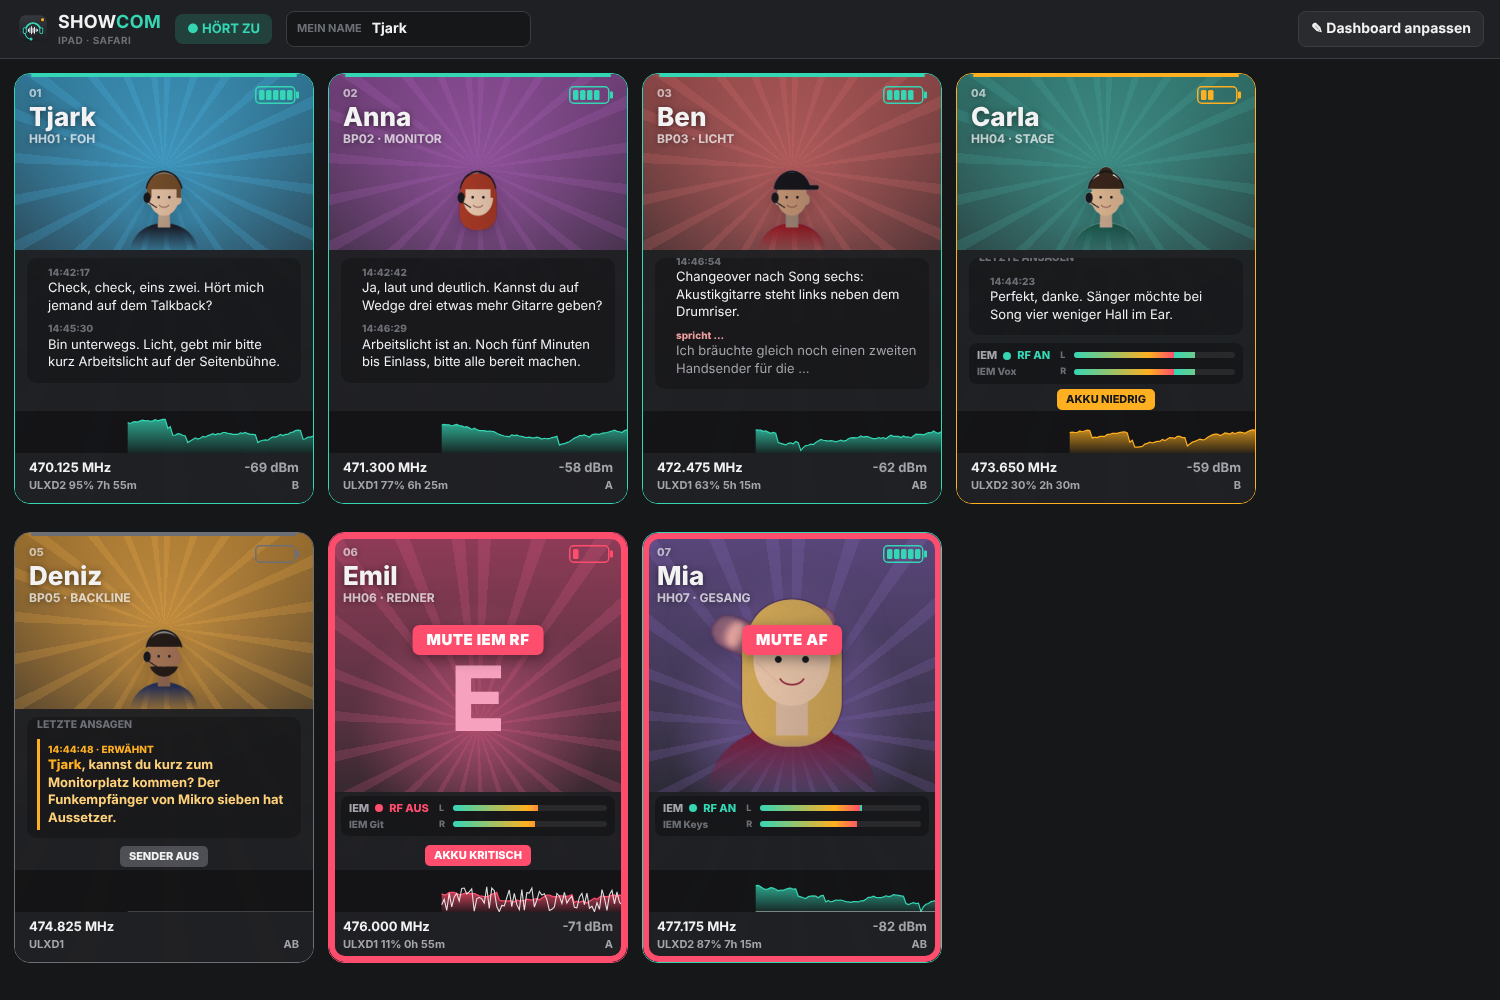 SHOWCOM
IPAD · SAFARI
HÖRT ZU
MEIN NAME Tjark
✎ Dashboard anpassen
01
Tjark
HH01 · FOH
14:42:17
Check, check, eins zwei. Hört mich
jemand auf dem Talkback?
14:45:30
Bin unterwegs. Licht, gebt mir bitte
kurz Arbeitslicht auf der Seitenbühne.
470.125 MHz -69 dBm
ULXD2 95% 7h 55m B
02
Anna
BP02 · MONITOR
14:42:42
Ja, laut und deutlich. Kannst du auf
Wedge drei etwas mehr Gitarre geben?
14:46:29
Arbeitslicht ist an. Noch fünf Minuten
bis Einlass, bitte alle bereit machen.
471.300 MHz -58 dBm
ULXD1 77% 6h 25m A
03
Ben
BP03 · LICHT
14:46:54
Changeover nach Song sechs:
Akustikgitarre steht links neben dem
Drumriser.
spricht ...
Ich bräuchte gleich noch einen zweiten
Handsender für die ...
472.475 MHz -62 dBm
ULXD1 63% 5h 15m AB
04
Carla
HH04 · STAGE
LETZTE ANSAGEN
14:44:23
Perfekt, danke. Sänger möchte bei
Song vier weniger Hall im Ear.
IEM RF AN L
IEM Vox R
AKKU NIEDRIG
473.650 MHz -59 dBm
ULXD2 30% 2h 30m B
05
Deniz
BP05 · BACKLINE
LETZTE ANSAGEN
14:44:48 · ERWÄHNT
Tjark, kannst du kurz zum
Monitorplatz kommen? Der
Funkempfänger von Mikro sieben hat
Aussetzer.
SENDER AUS
474.825 MHz
ULXD1 AB
06
Emil
HH06 · REDNER
MUTE IEM RF
E
IEM RF AUS L
IEM Git R
AKKU KRITISCH
476.000 MHz -71 dBm
ULXD1 11% 0h 55m A
07
Mia
HH07 · GESANG
MUTE AF
IEM RF AN L
IEM Keys R
477.175 MHz -82 dBm
ULXD2 87% 7h 15m AB